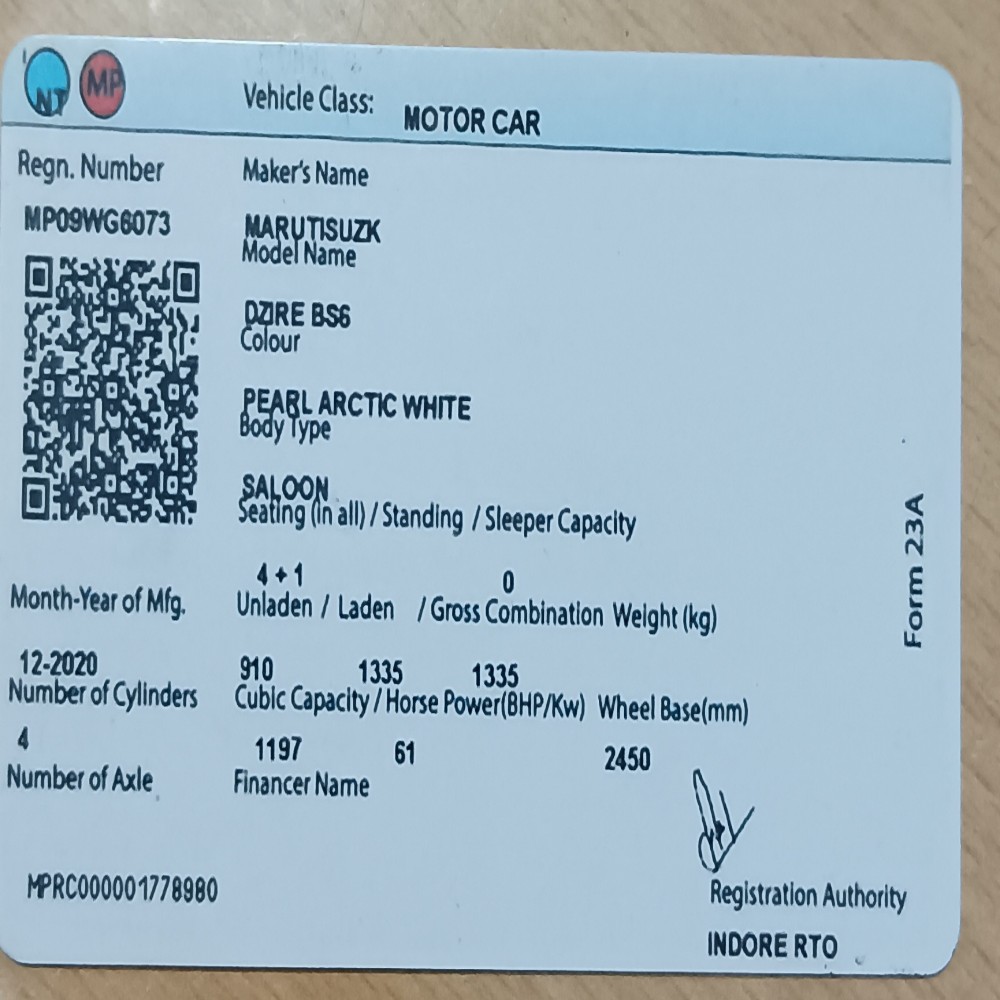 NT MP Vehicle Class: MOTOR CAR
Regn. Number Maker's Name
MP09WG6073 MARUTISUZK
Model Name
DZIRE BS6
Colour
PEARL ARCTIC WHITE
Body Type
SALOON
Seating (in all) / Standing / Sleeper Capacity
4 + 1 0
Month-Year of Mfg. Unladen / Laden / Gross Combination Weight (kg)
12-2020 910 1335 1335
Number of Cylinders Cubic Capacity / Horse Power(BHP/Kw) Wheel Base(mm)
4 1197 61 2450
Number of Axle Financer Name
MPRC000001778980 Registration Authority
INDORE RTO
Form 23A